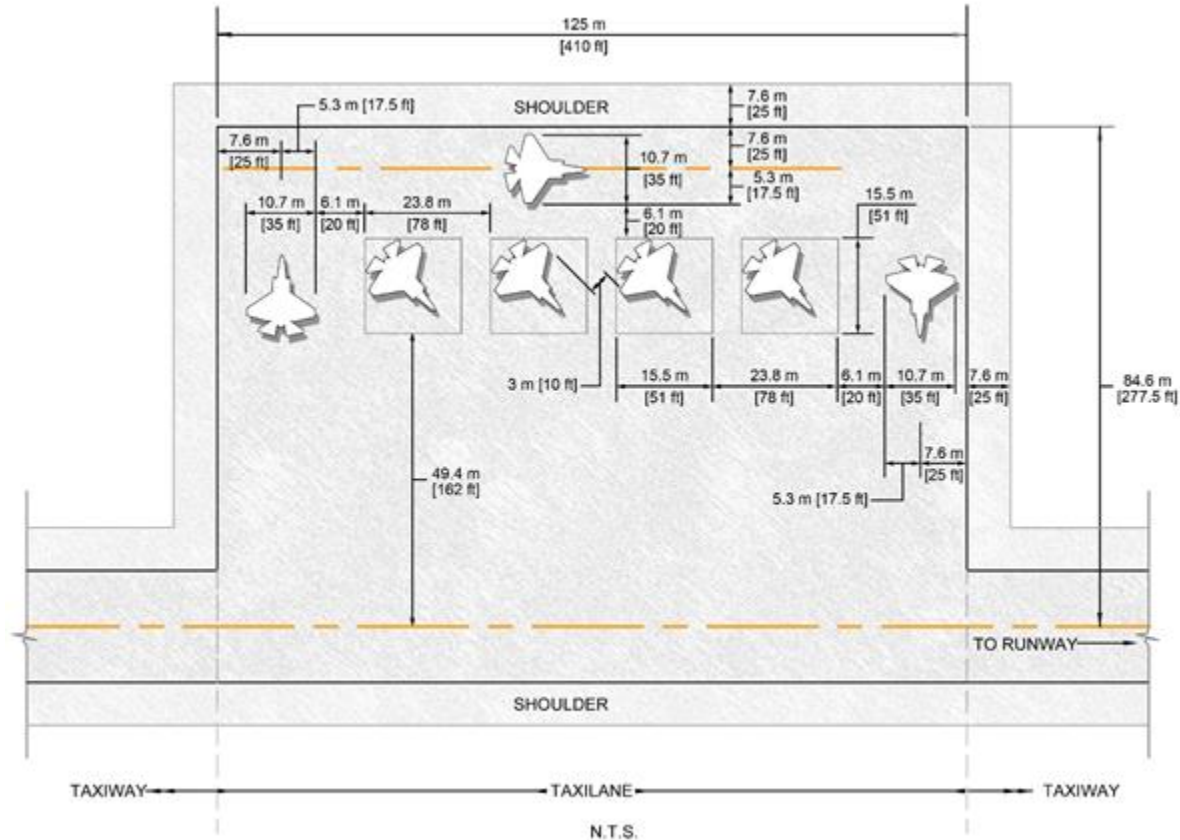 125 m
[410 ft]
5.3 m [17.5 ft]
SHOULDER
7.6 m
[25 ft]
7.6 m
[25 ft]
7.6 m
[25 ft]
10.7 m
[35 ft]
5.3 m
[17.5 ft]
15.5 m
[51 ft]
10.7 m
[35 ft]
6.1 m
[20 ft]
23.8 m
[78 ft]
6.1 m
[20 ft]
3 m [10 ft]
15.5 m
[51 ft]
23.8 m
[78 ft]
6.1 m
[20 ft]
10.7 m
[35 ft]
7.6 m
[25 ft]
84.6 m
[277.5 ft]
49.4 m
[162 ft]
7.6 m
[25 ft]
5.3 m [17.5 ft]
TO RUNWAY
SHOULDER
TAXIWAY
TAXILANE
TAXIWAY
N.T.S.